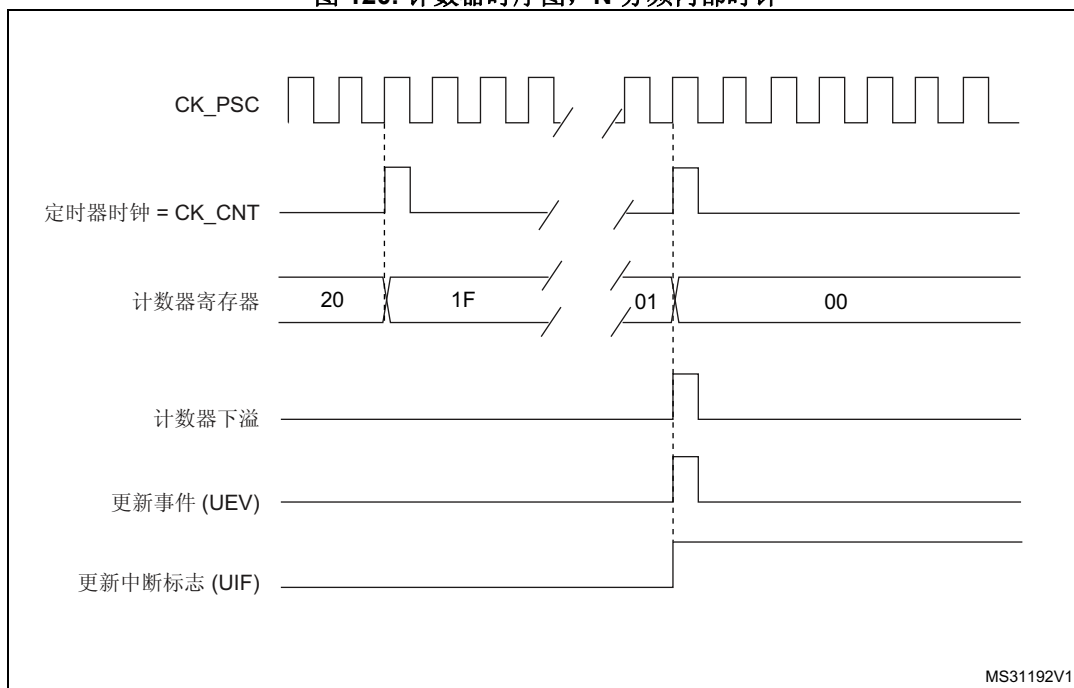 CK_PSC
定时器时钟 = CK_CNT
计数器寄存器 20 1F 01 00
计数器下溢
更新事件 (UEV)
更新中断标志 (UIF)
MS31192V1